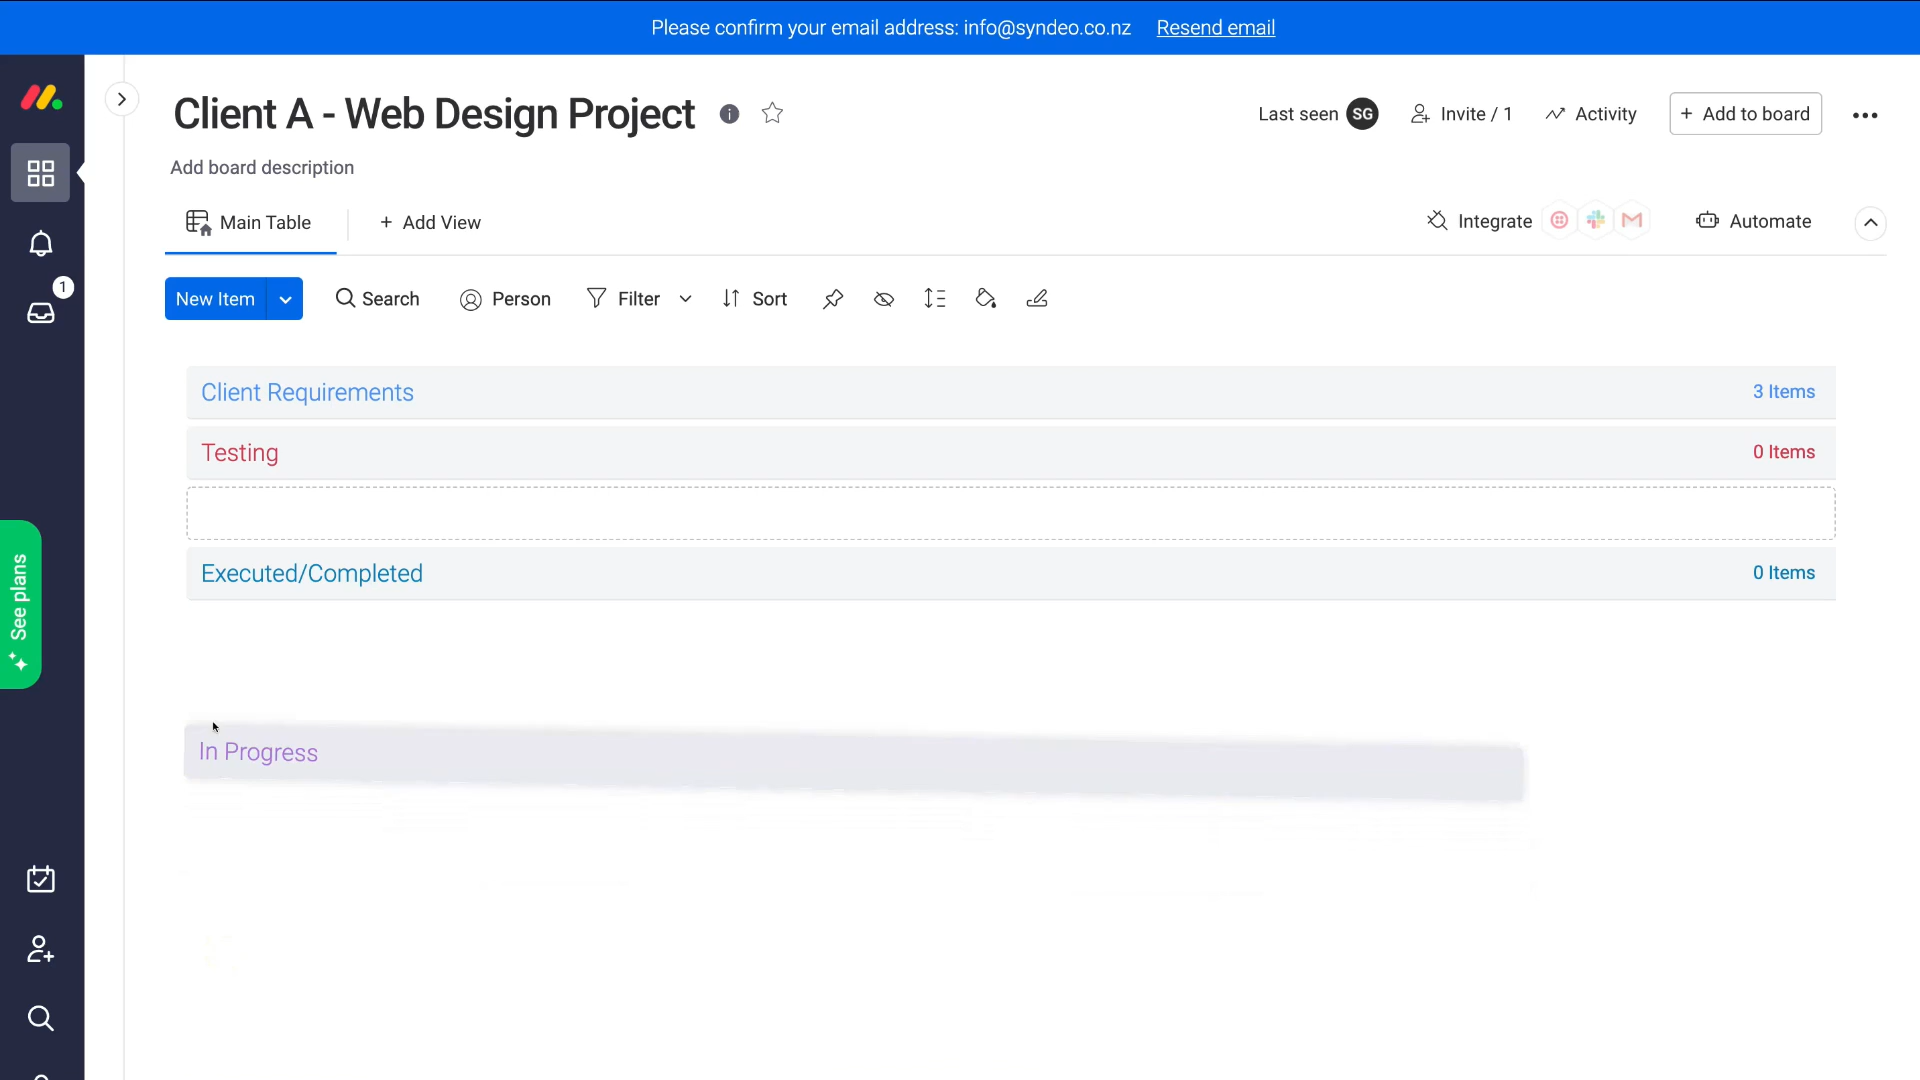 Please confirm your email address: info@syndeo.co.nz Resend email
Client A - Web Design Project
Last seen SG Invite / 1 Activity + Add to board
Add board description
Main Table + Add View Integrate Automate
1
New Item Search Person Filter Sort
Client Requirements 3 Items
Testing 0 Items
Executed/Completed 0 Items
See plans
In Progress